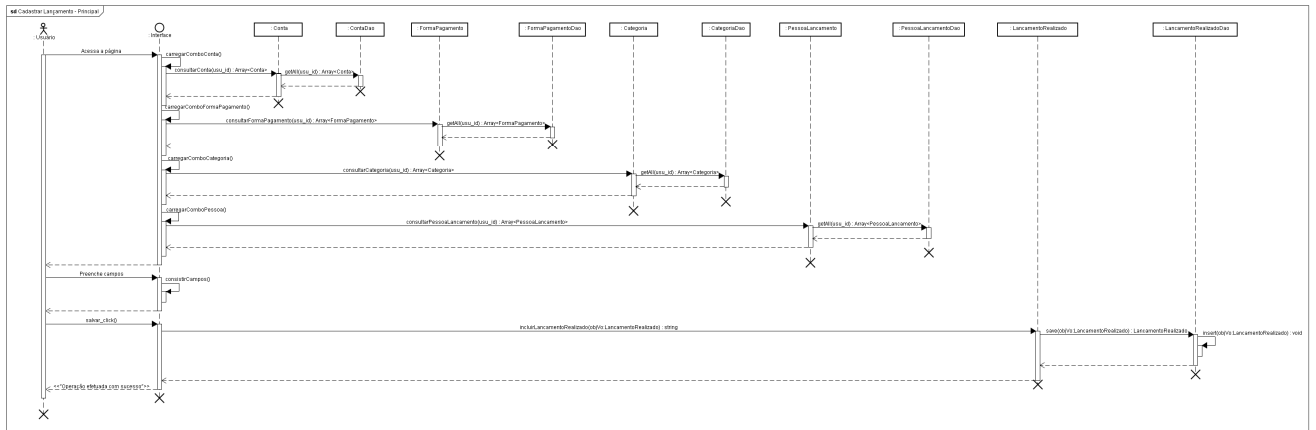 sd Cadastrar Lançamento - Principal
: Usuário
: Interface
: Conta
: ContaDao
: FormaPagamento
: FormaPagamentoDao
: Categoria
: CategoriaDao
: PessoaLancamento
: PessoaLancamentoDao
: LancamentoRealizado
: LancamentoRealizadoDao
Acessa a página
carregarComboConta()
consultarConta(usu_id) : Array<Conta>
getAll(usu_id) : Array<Conta>
carregarComboFormaPagamento()
consultarFormaPagamento(usu_id) : Array<FormaPagamento>
getAll(usu_id) : Array<FormaPagamento>
carregarComboCategoria()
consultarCategoria(usu_id) : Array<Categoria>
getAll(usu_id) : Array<Categoria>
carregarComboPessoa()
consultarPessoaLancamento(usu_id) : Array<PessoaLancamento>
getAll(usu_id) : Array<PessoaLancamento>
Preenche campos
consistirCampos()
salvar_click()
incluirLancamentoRealizado(objVo:LancamentoRealizado) : string
save(objVo:LancamentoRealizado) : LancamentoRealizado
insert(objVo:LancamentoRealizado) : void
<<"Operação efetuada com sucesso">>